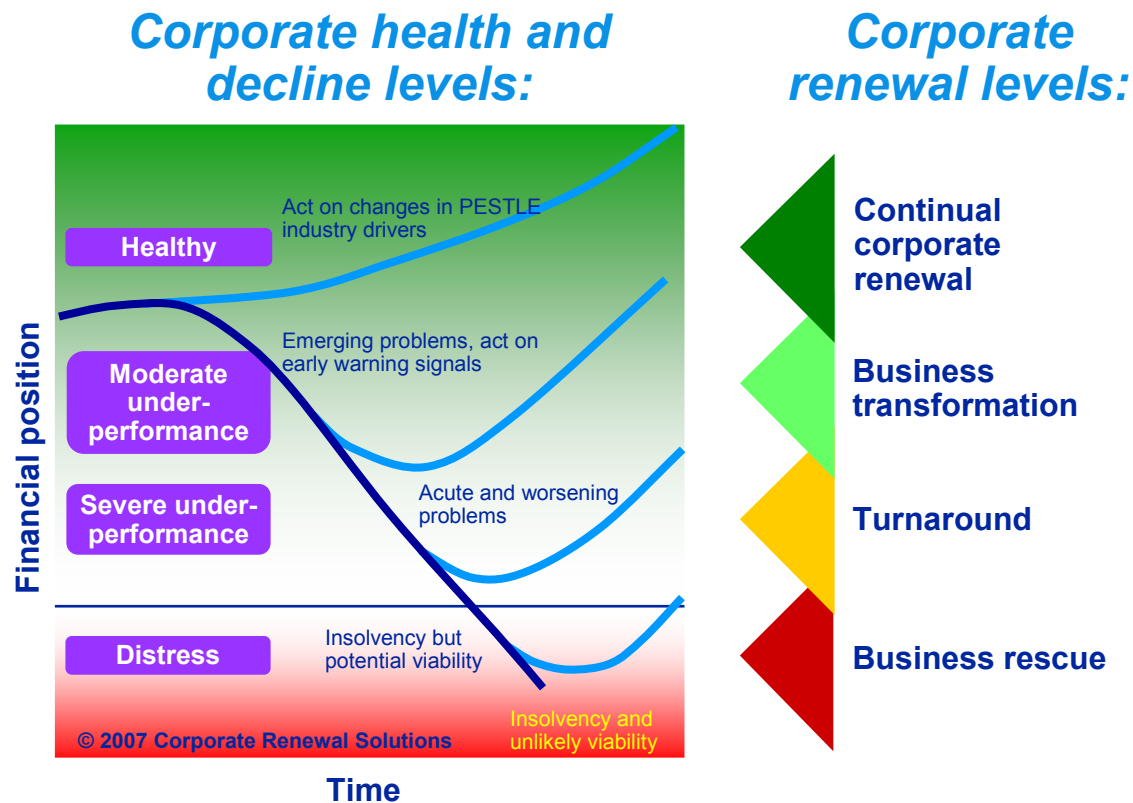 Corporate health and
decline levels:
Corporate
renewal levels:
Act on changes in PESTLE
industry drivers
Healthy
Emerging problems, act on
early warning signals
Moderate
under-
performance
Acute and worsening
problems
Severe under-
performance
Insolvency but
potential viability
Distress
Insolvency and
unlikely viability
© 2007 Corporate Renewal Solutions
Financial position
Time
Continual
corporate
renewal
Business
transformation
Turnaround
Business rescue